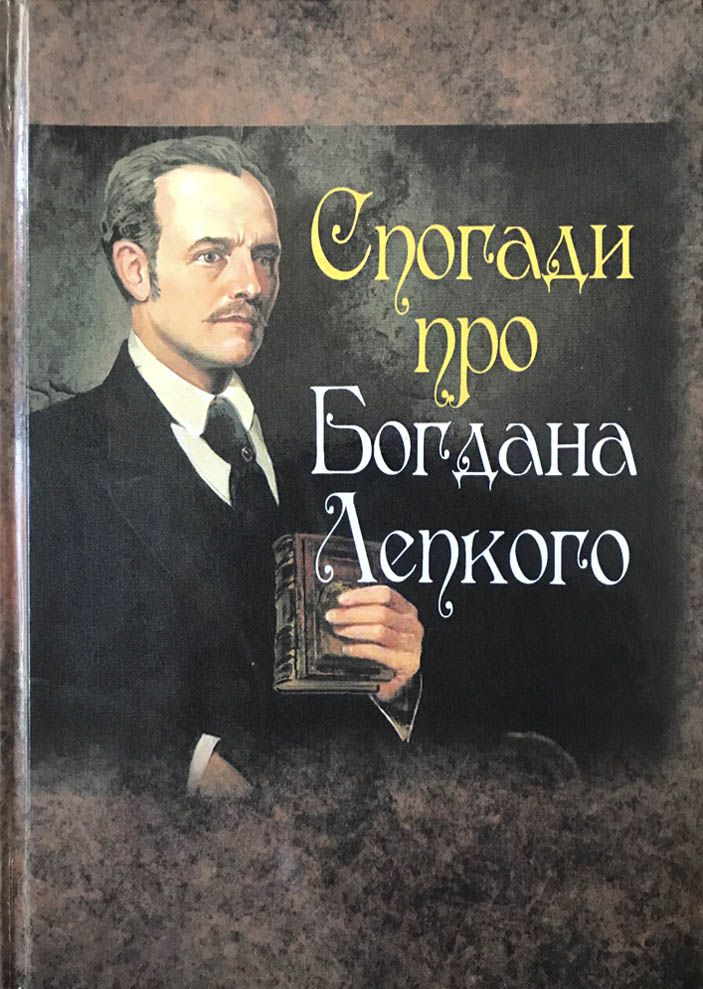 Спогади
про
Богдана
Лепкого